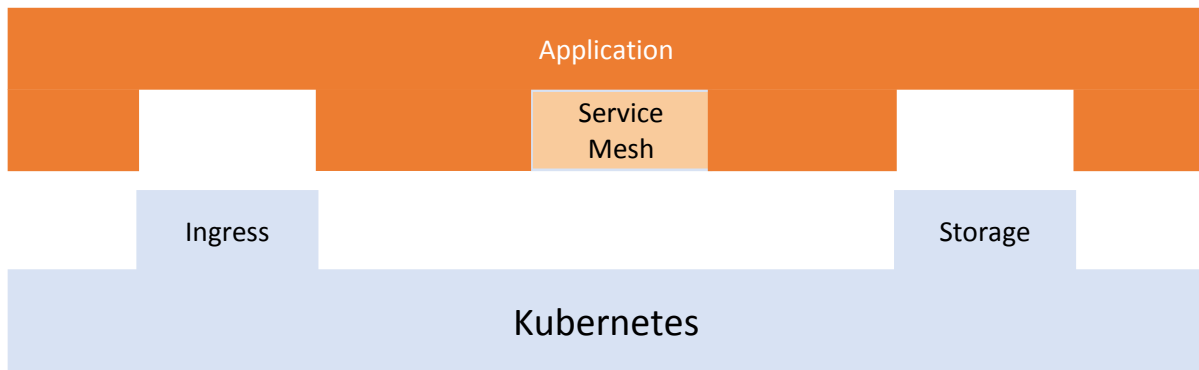 Application
Service
Mesh
Ingress
Storage
Kubernetes